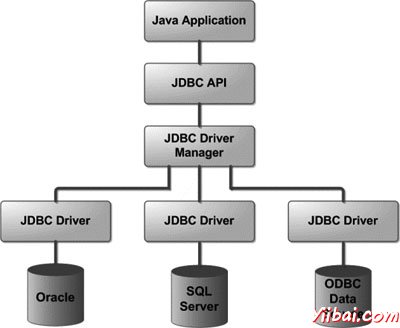 Java Application
JDBC API
JDBC Driver
Manager
JDBC Driver
JDBC Driver
JDBC Driver
Oracle
SQL
Server
ODBC
Data
Yiibai.com